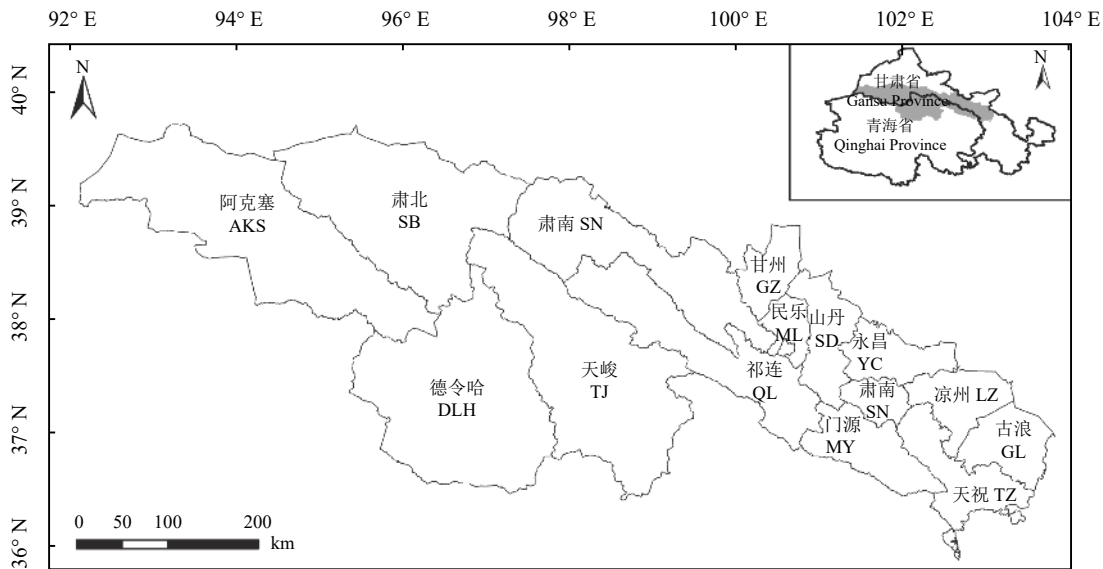 92° E 94° E 96° E 98° E 100° E 102° E 104° E
40° N
39° N
38° N
37° N
36° N
N
N
甘肃省
Gansu Province
青海省
Qinghai Province
阿克塞
AKS
肃北
SB
肃南 SN
甘州
GZ
民乐
ML
山丹
SD
永昌
YC
祁连
QL
肃南
SN
凉州 LZ
德令哈
DLH
天峻
TJ
门源
MY
古浪
GL
天祝 TZ
0 50 100 200
km